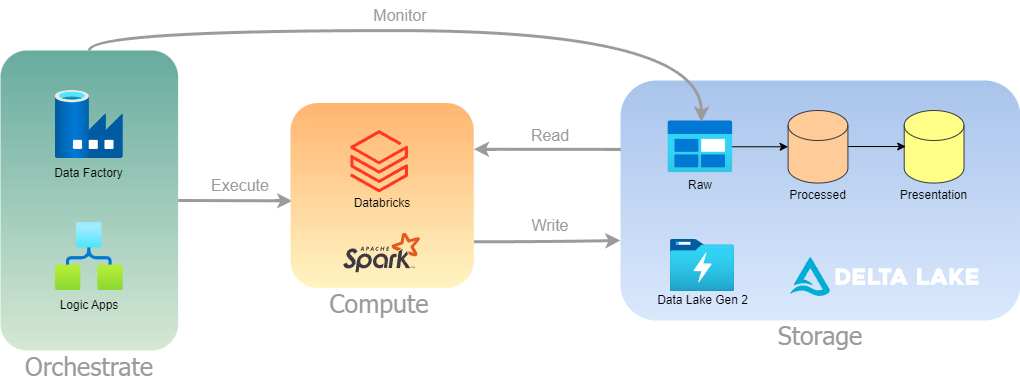 Monitor
Data Factory
Logic Apps
Orchestrate
Execute
Databricks
APACHE
Spark
Compute
Read
Write
Raw
Processed
Presentation
Data Lake Gen 2
DELTA LAKE
Storage